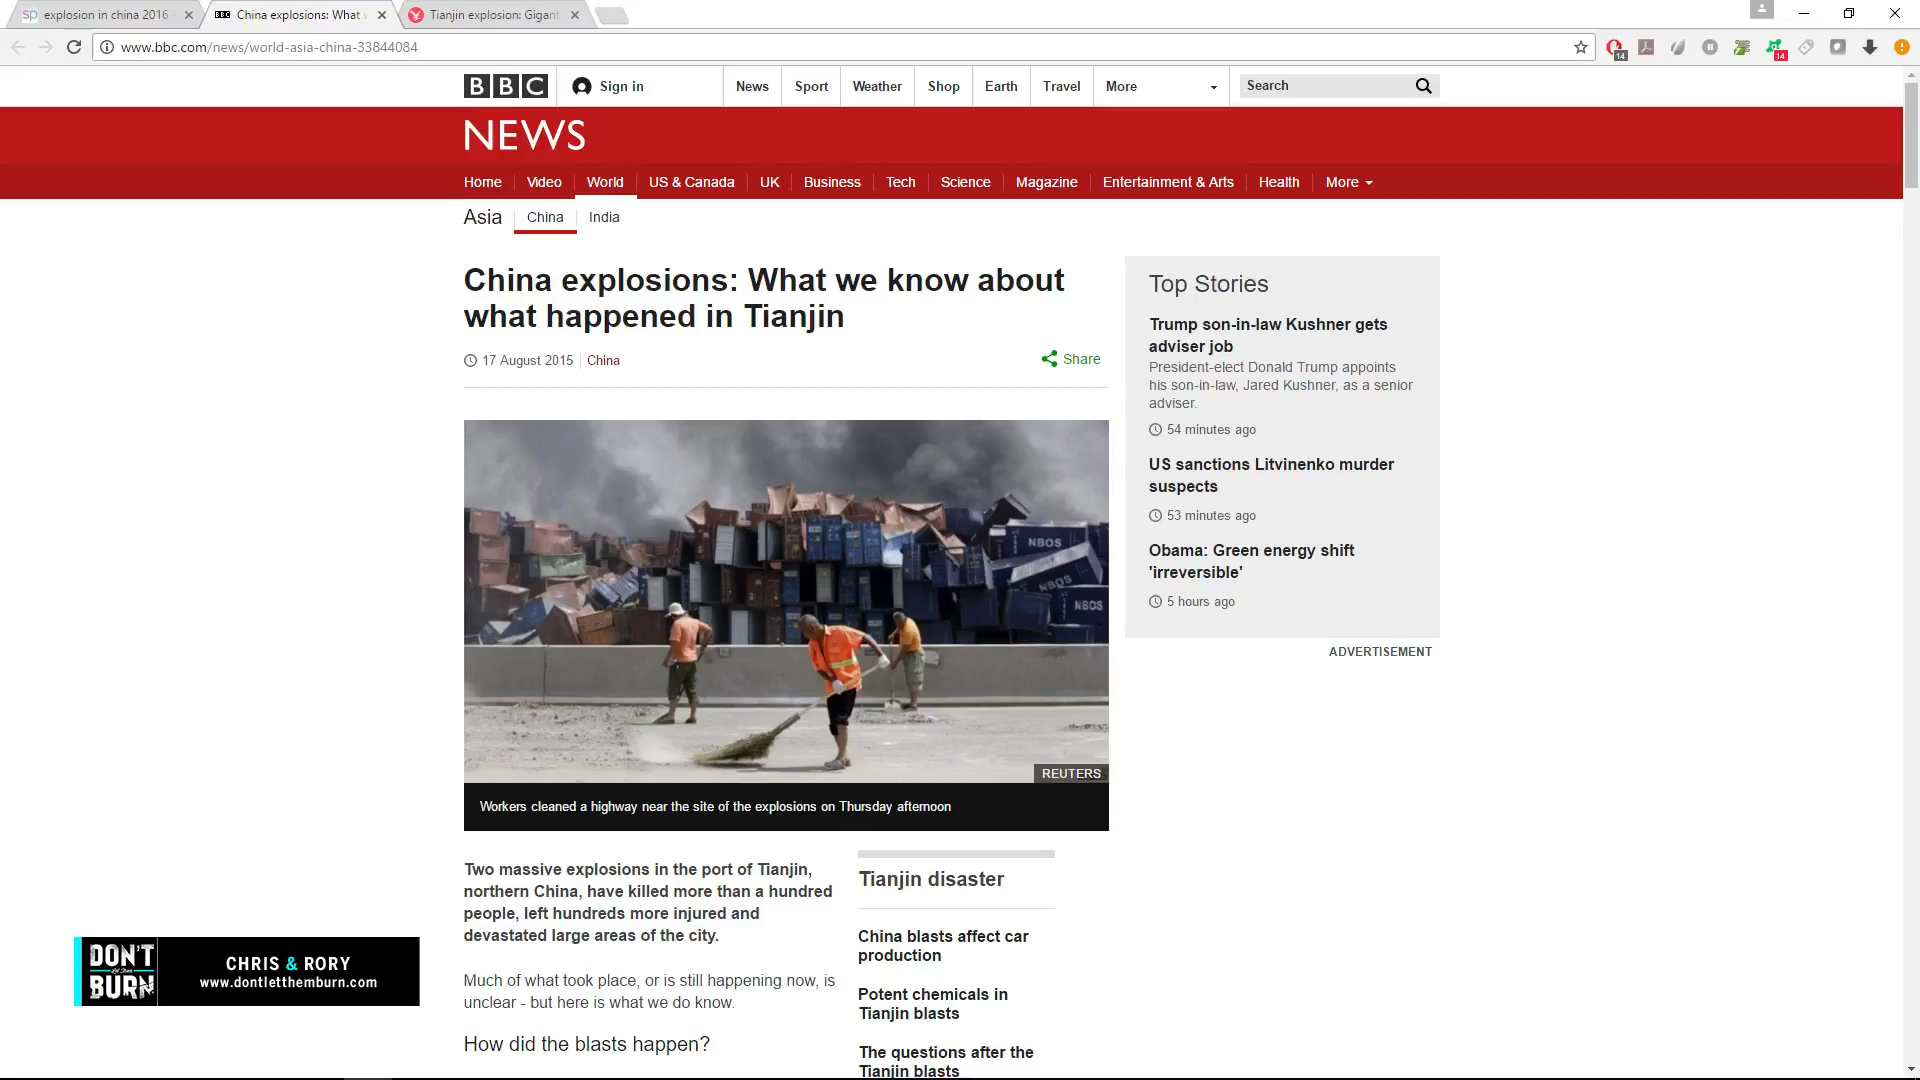 explosion in china 2016
China explosions: What
Tianjin explosion: Gigant
www.bbc.com/news/world-asia-china-33844084
14
14
BBC
Sign in
News
Sport
Weather
Shop
Earth
Travel
More
Search
NEWS
Home
Video
World
US & Canada
UK
Business
Tech
Science
Magazine
Entertainment & Arts
Health
More
Asia
China
India
China explosions: What we know about
what happened in Tianjin
17 August 2015
China
Share
NBOS
NBOS
NBOS
REUTERS
Workers cleaned a highway near the site of the explosions on Thursday afternoon
Two massive explosions in the port of Tianjin,
northern China, have killed more than a hundred
people, left hundreds more injured and
devastated large areas of the city.
Much of what took place, or is still happening now, is
unclear - but here is what we do know.
How did the blasts happen?
Tianjin disaster
China blasts affect car
production
Potent chemicals in
Tianjin blasts
The questions after the
Tianjin blasts
Top Stories
Trump son-in-law Kushner gets
adviser job
President-elect Donald Trump appoints
his son-in-law, Jared Kushner, as a senior
adviser.
54 minutes ago
US sanctions Litvinenko murder
suspects
53 minutes ago
Obama: Green energy shift
'irreversible'
5 hours ago
ADVERTISEMENT
DON'T
Let Them
BURN
CHRIS & RORY
www.dontletthemburn.com